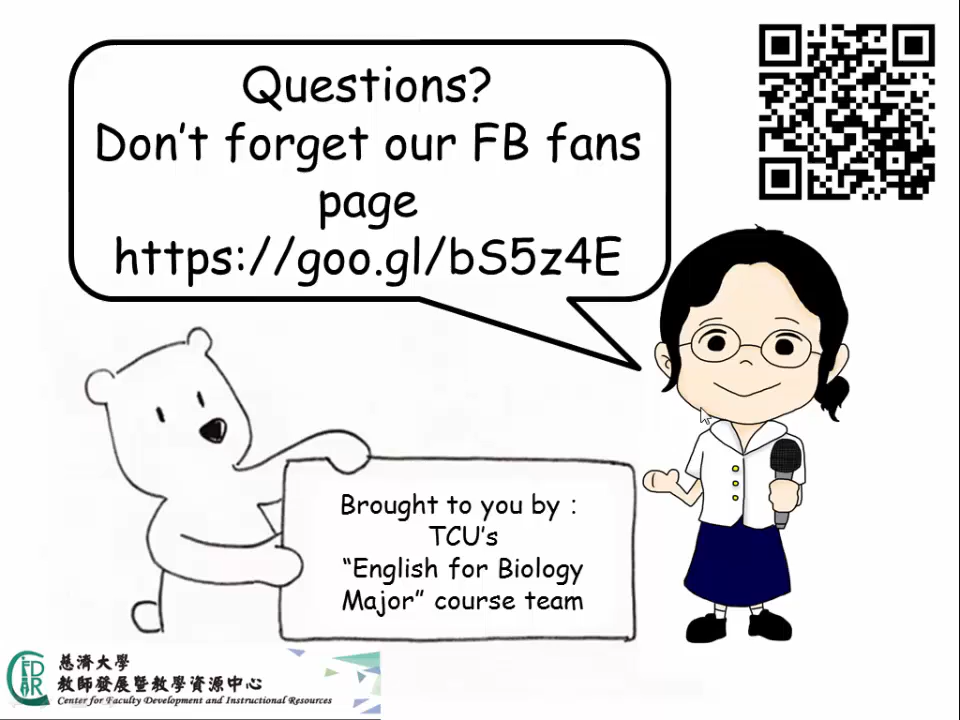 Questions?
Don't forget our FB fans
page
https://goo.gl/bS5z4E
Brought to you by：
TCU's
“English for Biology
Major” course team
慈濟大學
教師發展暨教學資源中心
Center for Faculty Development and Instructional Resources
CFDIR